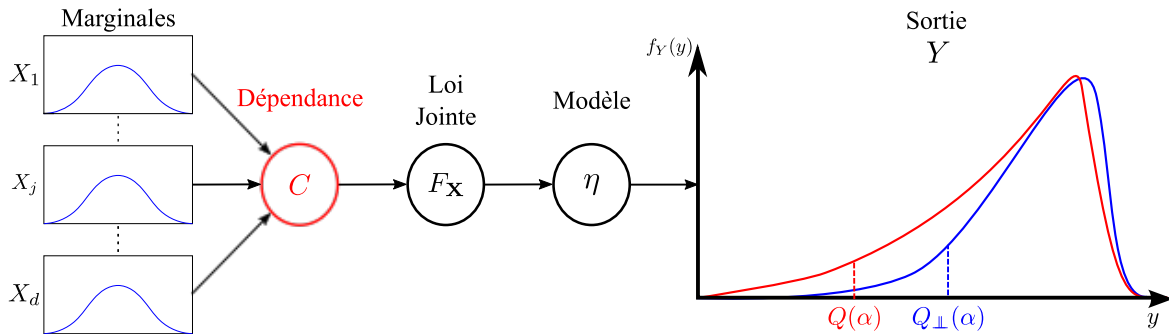 Marginales
X_1
X_j
X_d
Dépendance
C
Loi
Jointe
F_𝐗
Modèle
η
Sortie
Y
f_Y(y)
Q(α)
Q_⫫(α)
y